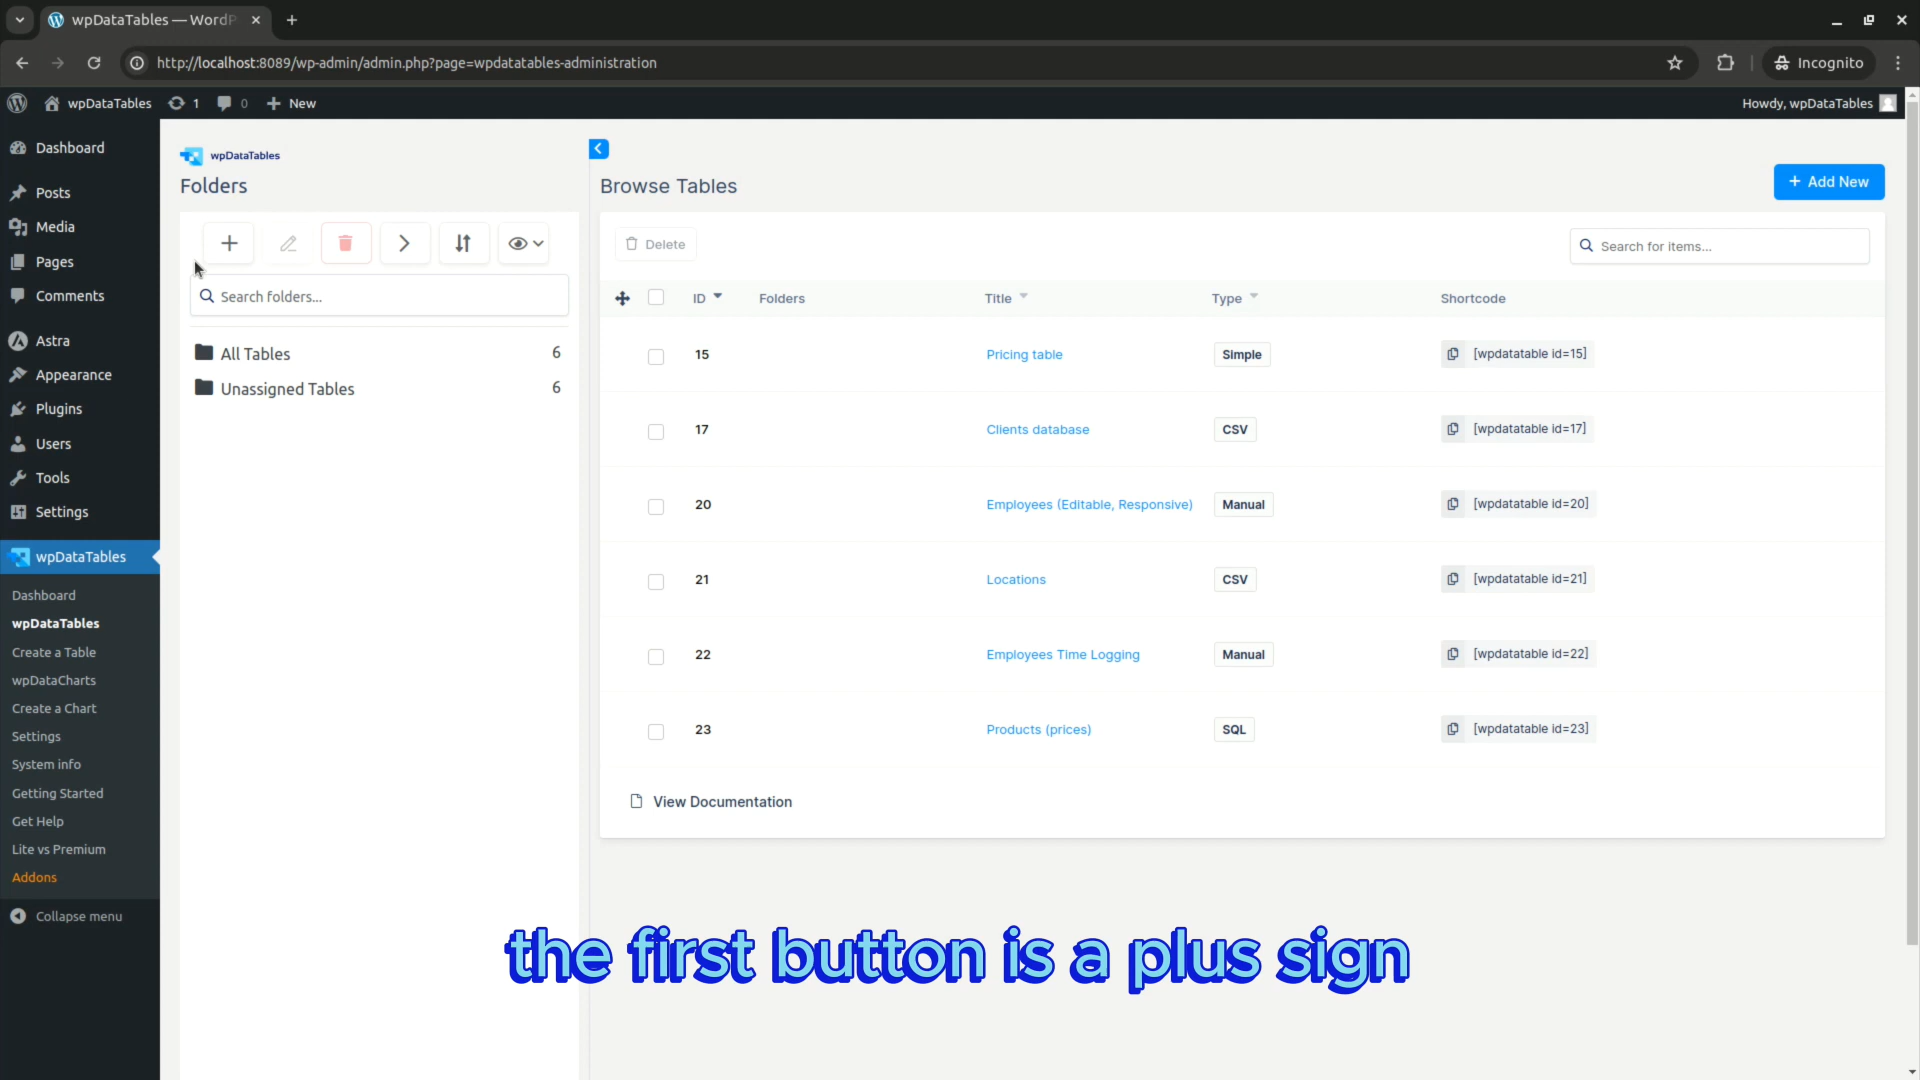 wpDataTables — WordP
http://localhost:8089/wp-admin/admin.php?page=wpdatatables-administration
Incognito
wpDataTables
1
0
New
Howdy, wpDataTables
Dashboard
Posts
Media
Pages
Comments
Astra
Appearance
Plugins
Users
Tools
Settings
wpDataTables
Dashboard
wpDataTables
Create a Table
wpDataCharts
Create a Chart
Settings
System info
Getting Started
Get Help
Lite vs Premium
Addons
Collapse menu
wpDataTables
Folders
Search folders...
All Tables 6
Unassigned Tables 6
Browse Tables
+ Add New
Delete
Search for items...
ID Folders Title Type Shortcode
15 Pricing table Simple [wpdatatable id=15]
17 Clients database CSV [wpdatatable id=17]
20 Employees (Editable, Responsive) Manual [wpdatatable id=20]
21 Locations CSV [wpdatatable id=21]
22 Employees Time Logging Manual [wpdatatable id=22]
23 Products (prices) SQL [wpdatatable id=23]
View Documentation
the first button is a plus sign